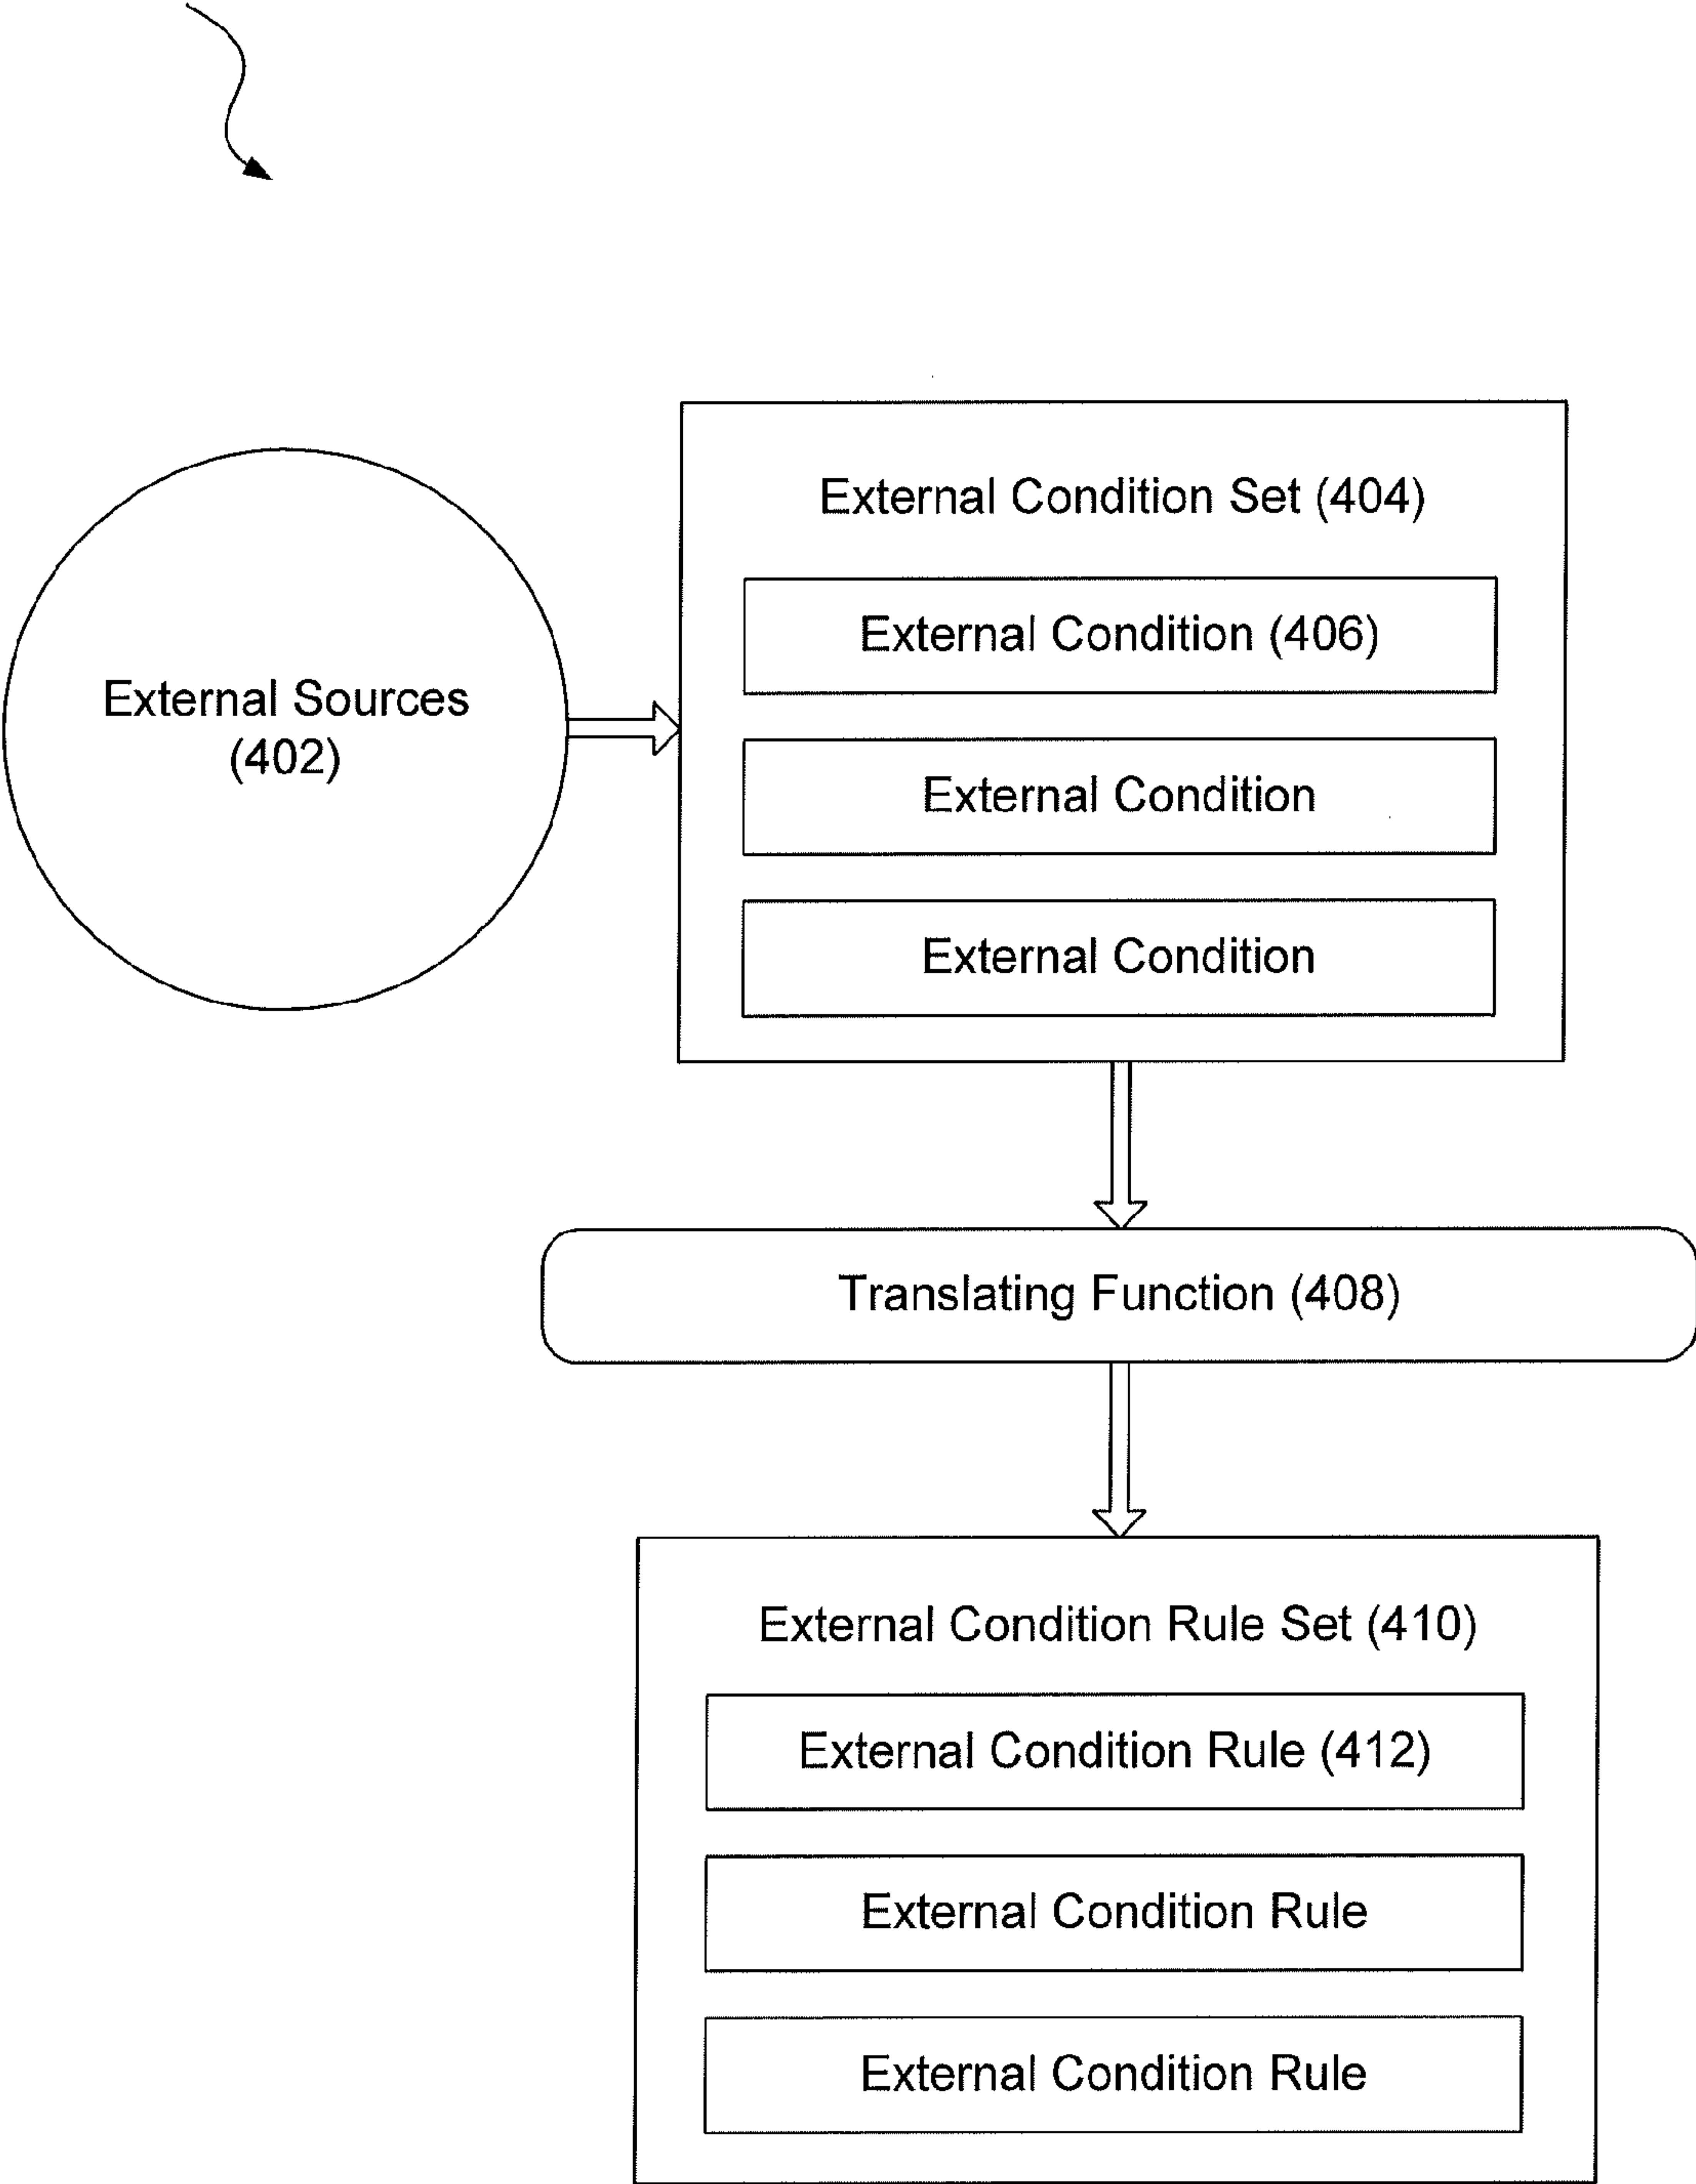 External Sources
(402)
External Condition Set (404)
External Condition (406)
External Condition
External Condition
Translating Function (408)
External Condition Rule Set (410)
External Condition Rule (412)
External Condition Rule
External Condition Rule